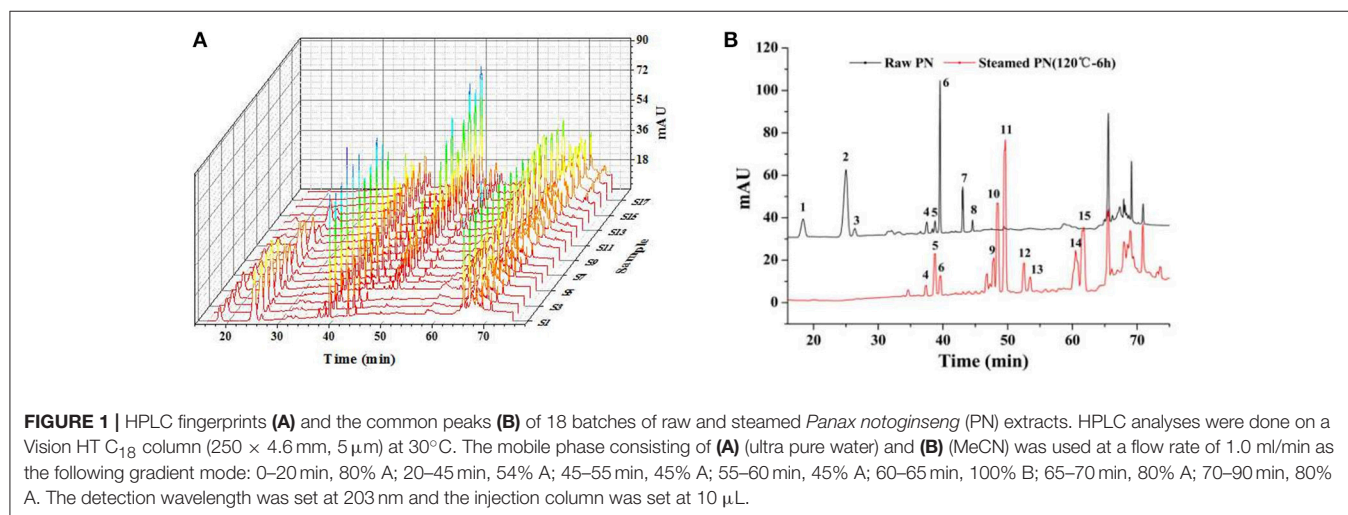 A
90
72
54
36
18
mAU
S17
S15
S13
S11
S9
Sample
S1
20 30 40 50 60 70
Time (min)
B
120
100
80
60
40
20
0
mAU
Raw PN Steamed PN(120℃-6h)
1 2 3 4 5 6 7 8
4 5 6 9 10 11 12 13 14 15
20 30 40 50 60 70
Time (min)
FIGURE 1 | HPLC fingerprints (A) and the common peaks (B) of 18 batches of raw and steamed Panax notoginseng (PN) extracts. HPLC analyses were done on a
Vision HT C18 column (250 × 4.6 mm, 5 μm) at 30°C. The mobile phase consisting of (A) (ultra pure water) and (B) (MeCN) was used at a flow rate of 1.0 ml/min as
the following gradient mode: 0–20 min, 80% A; 20–45 min, 54% A; 45–55 min, 45% A; 55–60 min, 45% A; 60–65 min, 100% B; 65–70 min, 80% A; 70–90 min, 80%
A. The detection wavelength was set at 203 nm and the injection column was set at 10 μL.